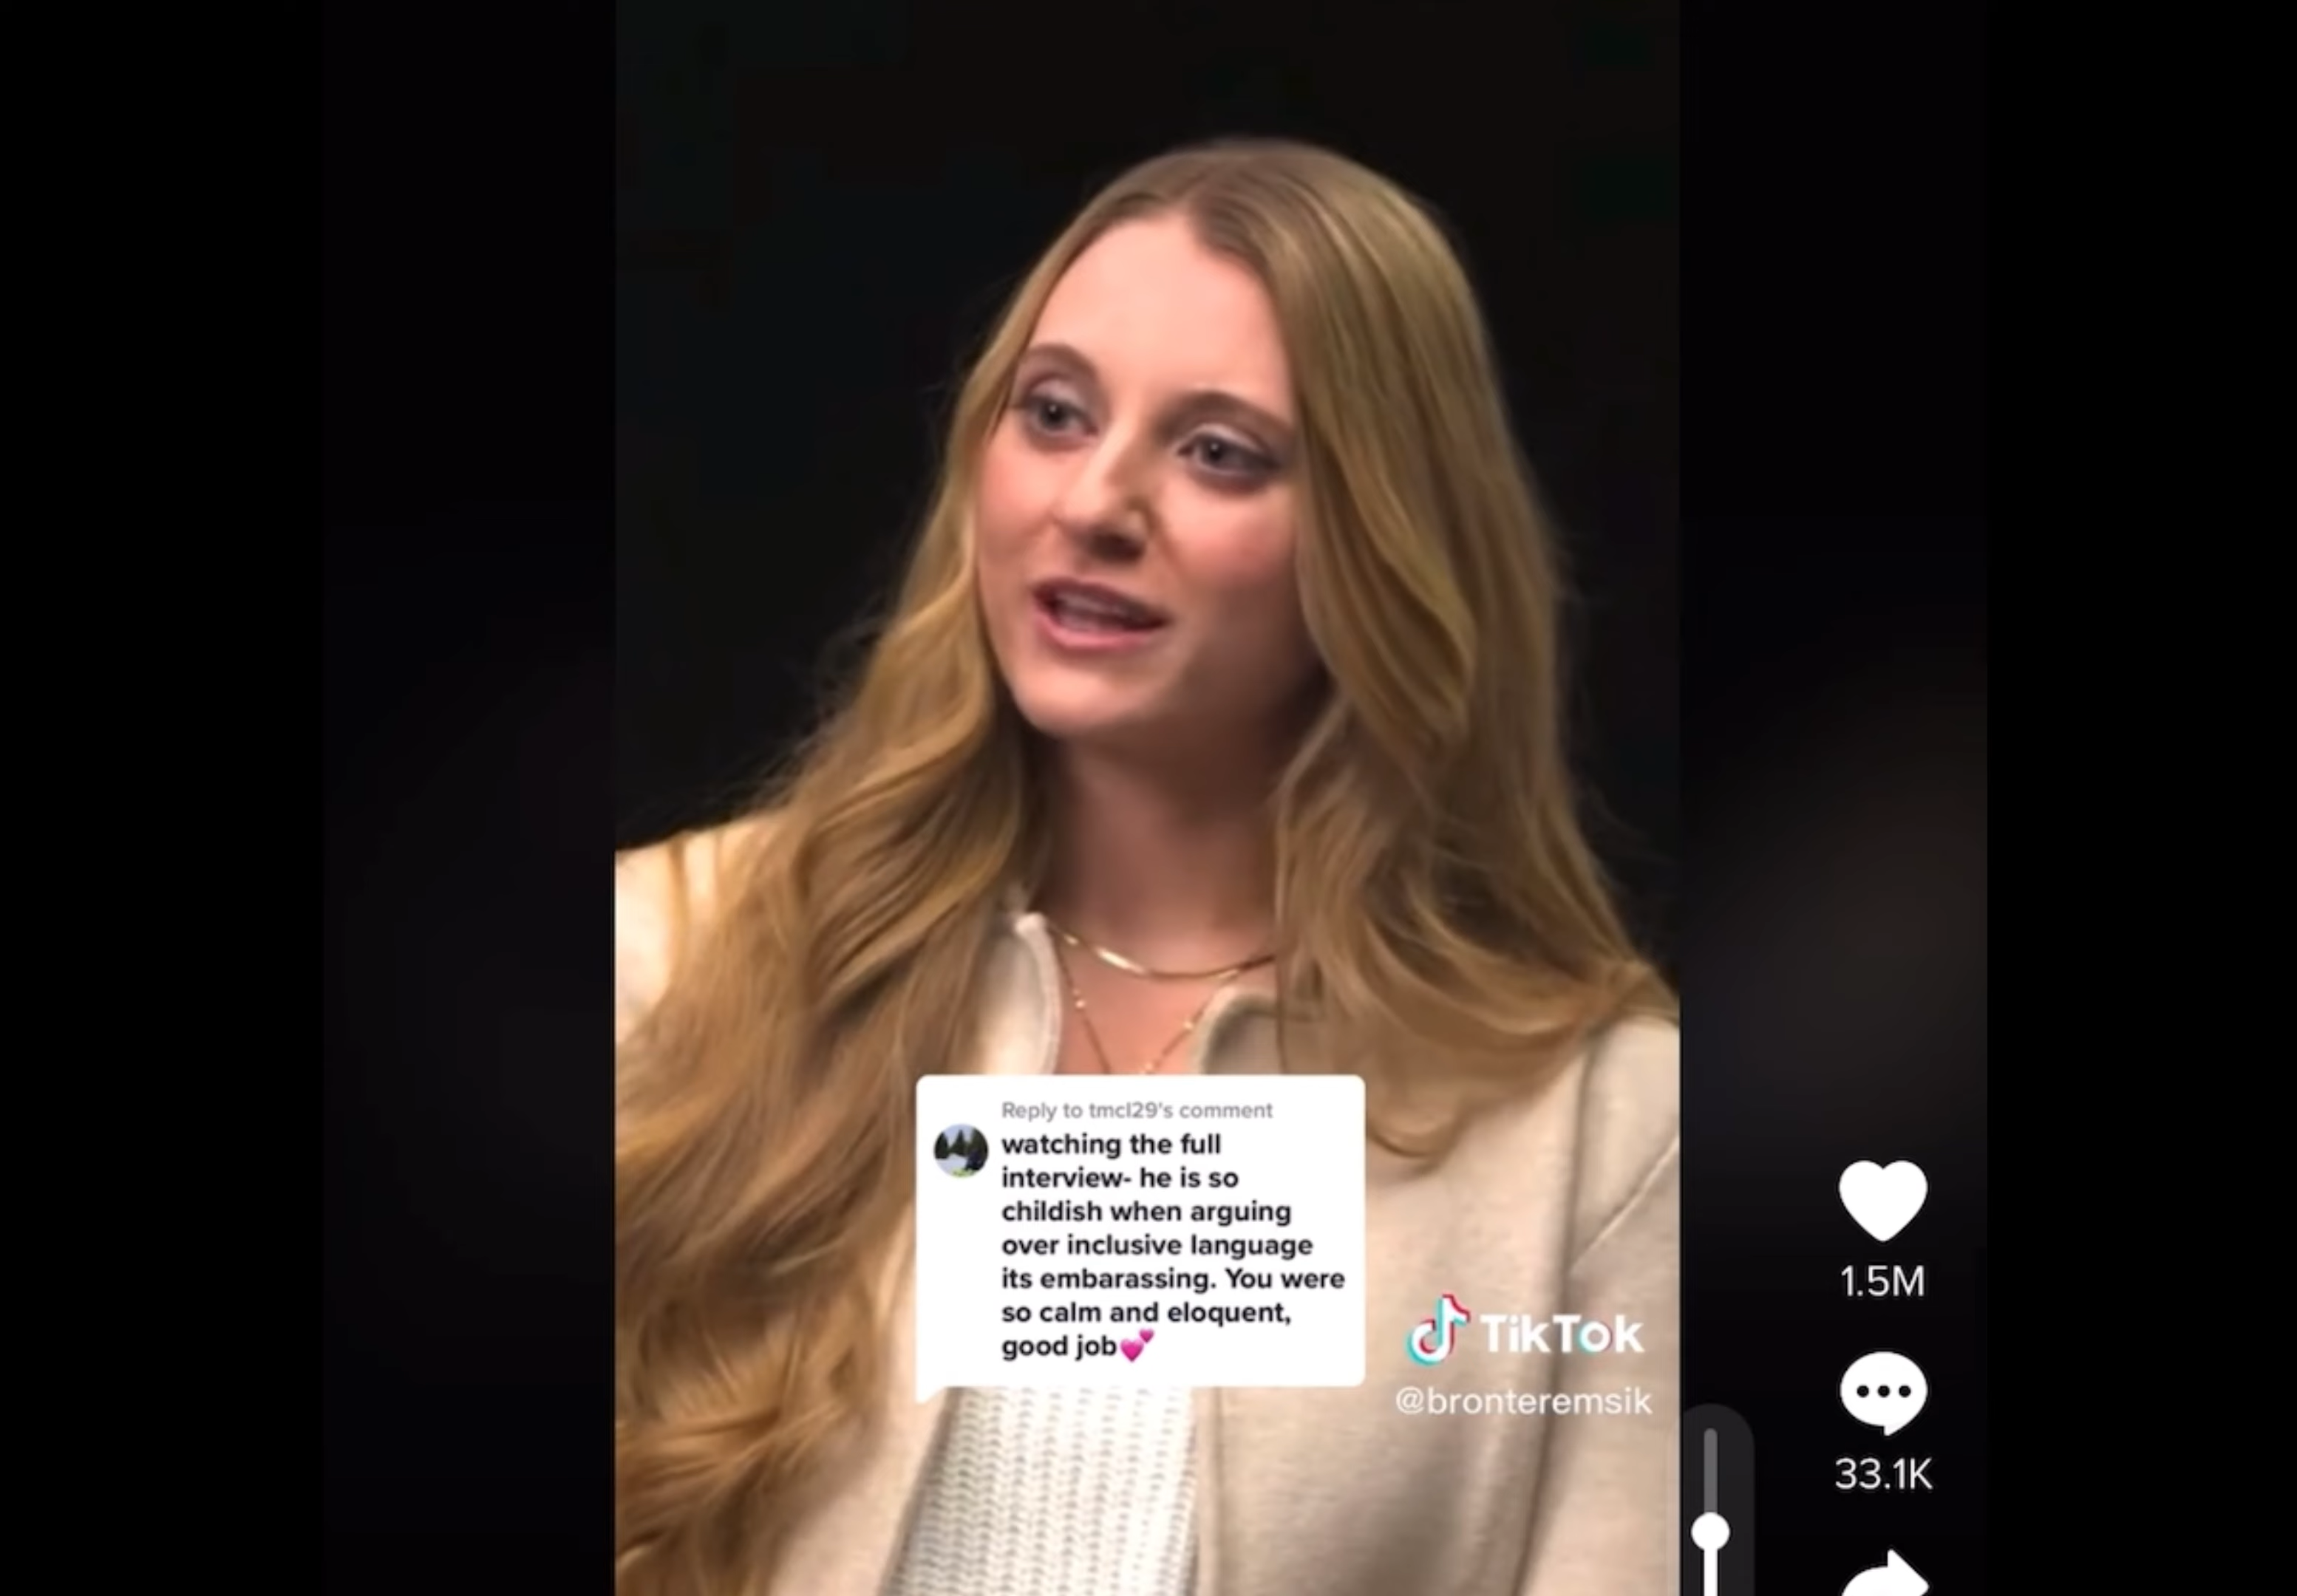 Reply to tmcl29's comment
watching the full
interview- he is so
childish when arguing
over inclusive language
its embarassing. You were
so calm and eloquent,
good job💕
TikTok
@bronteremsik
1.5M
33.1K